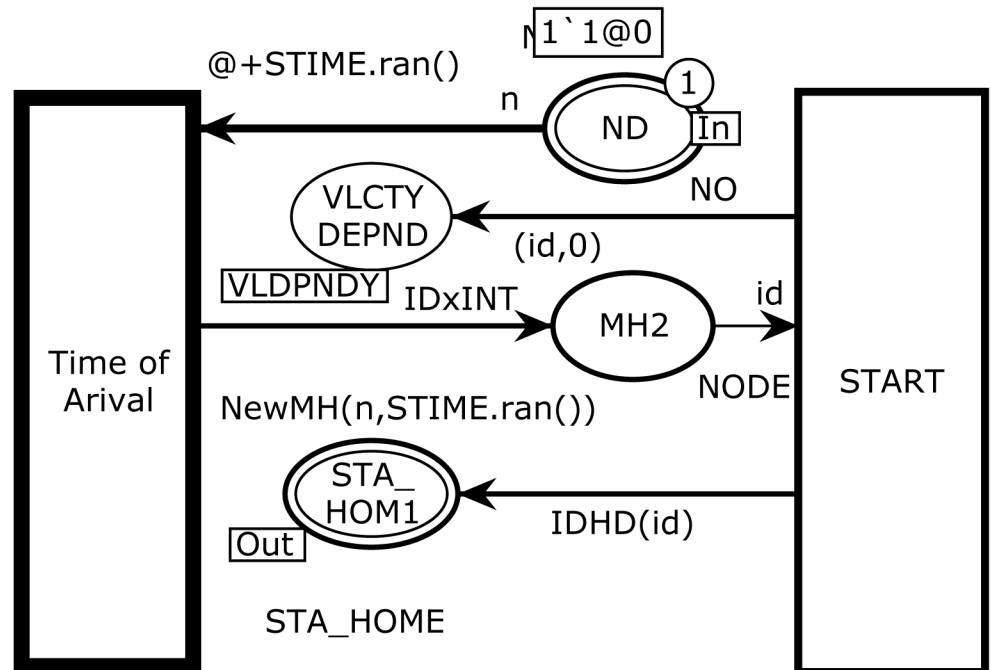 1`1@0
@+STIME.ran()
1
n
ND
In
NO
VLCTY
DEPND
(id,0)
VLDPNDY
IDxINT
id
MH2
Time of
Arival
START
NODE
NewMH(n,STIME.ran())
STA_
HOM1
IDHD(id)
Out
STA_HOME